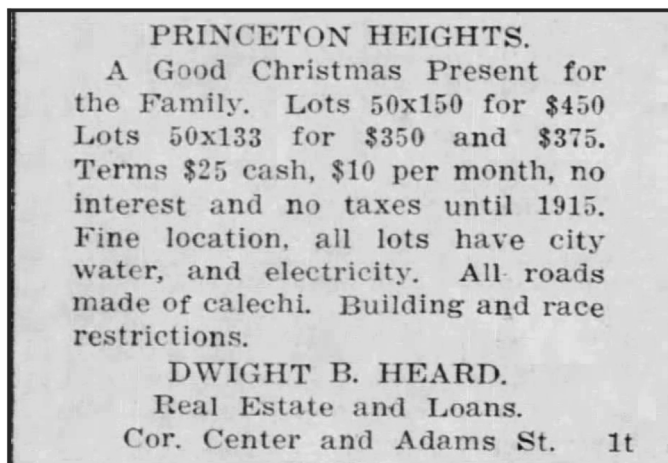 PRINCETON HEIGHTS.
A Good Christmas Present for
the Family. Lots 50x150 for $450
Lots 50x133 for $350 and $375.
Terms $25 cash, $10 per month, no
interest and no taxes until 1915.
Fine location, all lots have city
water, and electricity. All roads
made of calechi. Building and race
restrictions.
DWIGHT B. HEARD.
Real Estate and Loans.
Cor. Center and Adams St. 1t